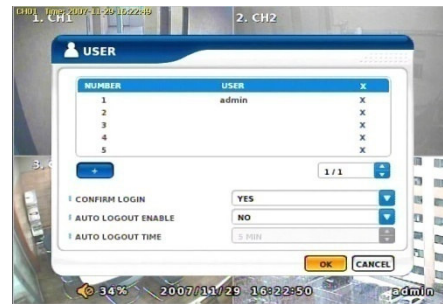 CH01 Time: 2007-11-29 16:22:49
1. CH1 2. CH2
USER
NUMBER USER X
1 admin X
2 X
3 X
4 X
5 X
+ 1 / 1
3.
CONFIRM LOGIN YES
AUTO LOGOUT ENABLE NO
AUTO LOGOUT TIME 5 MIN
OK CANCEL
34% 2007/11/29 16:22:50 admin